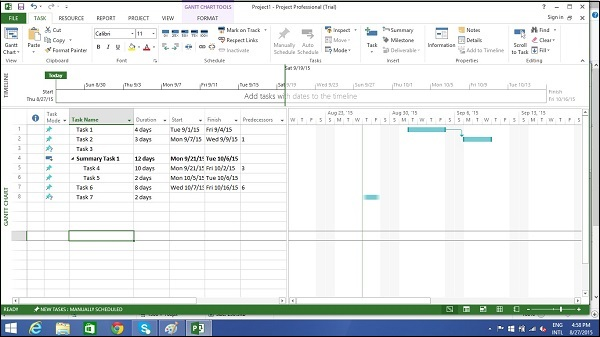 GANTT CHART TOOLS
Project1 - Project Professional (Trial)
FILE TASK RESOURCE REPORT PROJECT VIEW FORMAT
Sign in
Gantt Chart
Paste
Cut
Copy
Format Painter
Calibri 11
B I U
Mark on Track
Respect Links
Inactivate
Manually Schedule
Auto Schedule
Inspect
Move
Mode
Task
Summary
Milestone
Deliverable
Information
Notes
Details
Add to Timeline
Scroll to Task
Find
Clear
Fill
View Clipboard Font Schedule Tasks Insert Properties Editing
TIMELINE
Sat 9/19/15
Today
Sun 8/30 Thu 9/3 Mon 9/7 Fri 9/11 Tue 9/15 Sat 9/19 Wed 9/23 Sun 9/27 Thu 10/1 Mon 10/5 Fri 10/9 Tue 10/13
Start
Thu 8/27/15
Add tasks with dates to the timeline
Finish
Fri 10/16/15
Task Mode Task Name Duration Start Finish Predecessors
Aug 23, '15 Aug 30, '15 Sep 6, '15 Sep 13, '15
W T F S S M T W T F S S M T W T F S S M T W T F S S M T W T F
1 Task 1 4 days Tue 9/1/15 Fri 9/4/15
2 Task 2 3 days Mon 9/7/15 Wed 9/9/15 1
3 Task 3
4 Summary Task 1 12 days Mon 9/21/15 Tue 10/6/15
5 Task 4 10 days Mon 9/21/15 Fri 10/2/15 3
6 Task 5 2 days Mon 10/5/15 Tue 10/6/15
7 Task 6 8 days Wed 10/7/15 Fri 10/16/15 6
8 Task 7 2 days
GANTT CHART
READY
NEW TASKS : MANUALLY SCHEDULED
ENG
INTL
4:58 PM
8/27/2015